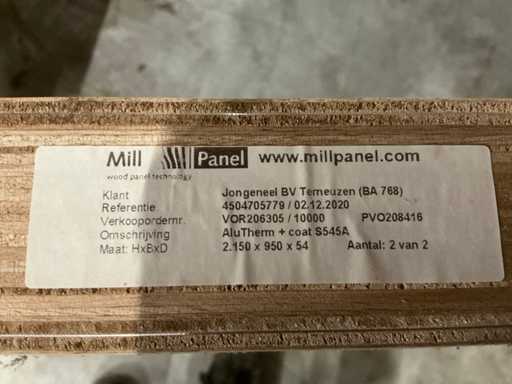 Mill Panel www.millpanel.com
wood panel technology
Klant Jongeneel BV Terneuzen (BA 768)
Referentie 4504705779 / 02.12.2020
Verkoopordernr. VOR206305 / 10000 PVO208416
Omschrijving AluTherm + coat S545A
Maat: HxBxD 2.150 x 950 x 54 Aantal: 2 van 2